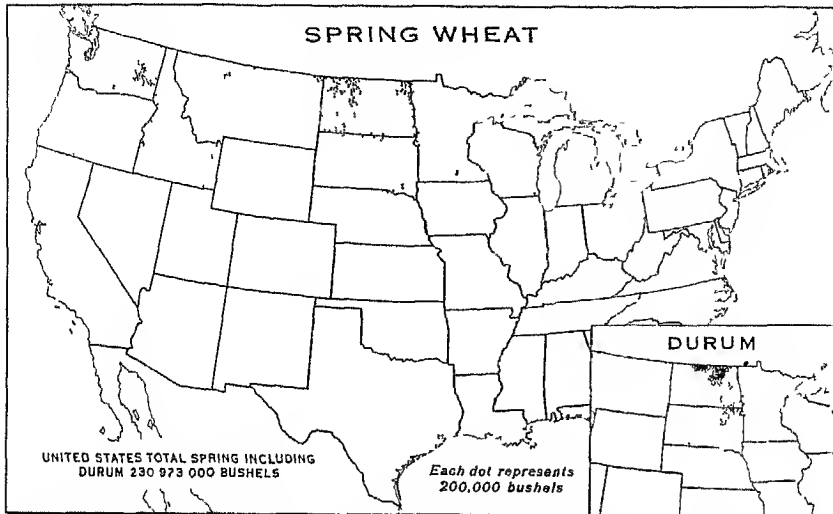 SPRING WHEAT
DURUM
UNITED STATES TOTAL SPRING INCLUDING
DURUM 230 973 000 BUSHELS
Each dot represents
200,000 bushels